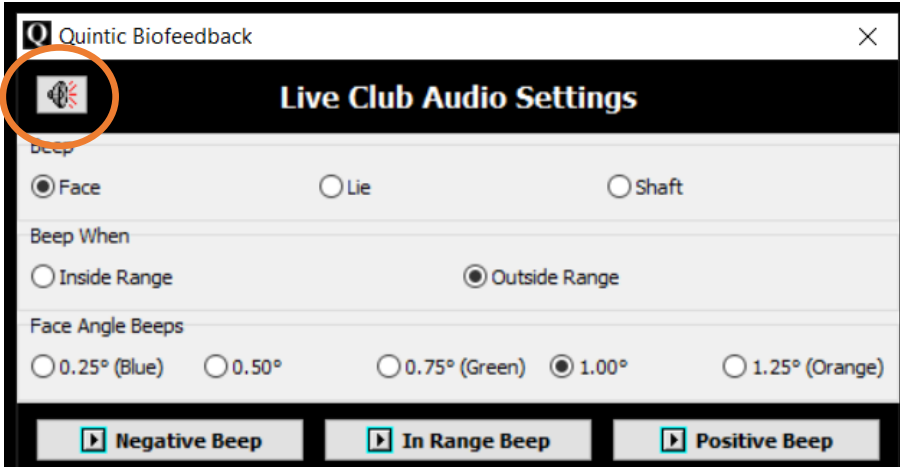 Q Quintic Biofeedback
Live Club Audio Settings
Beep
Face Lie Shaft
Beep When
Inside Range Outside Range
Face Angle Beeps
0.25° (Blue) 0.50° 0.75° (Green) 1.00° 1.25° (Orange)
Negative Beep In Range Beep Positive Beep